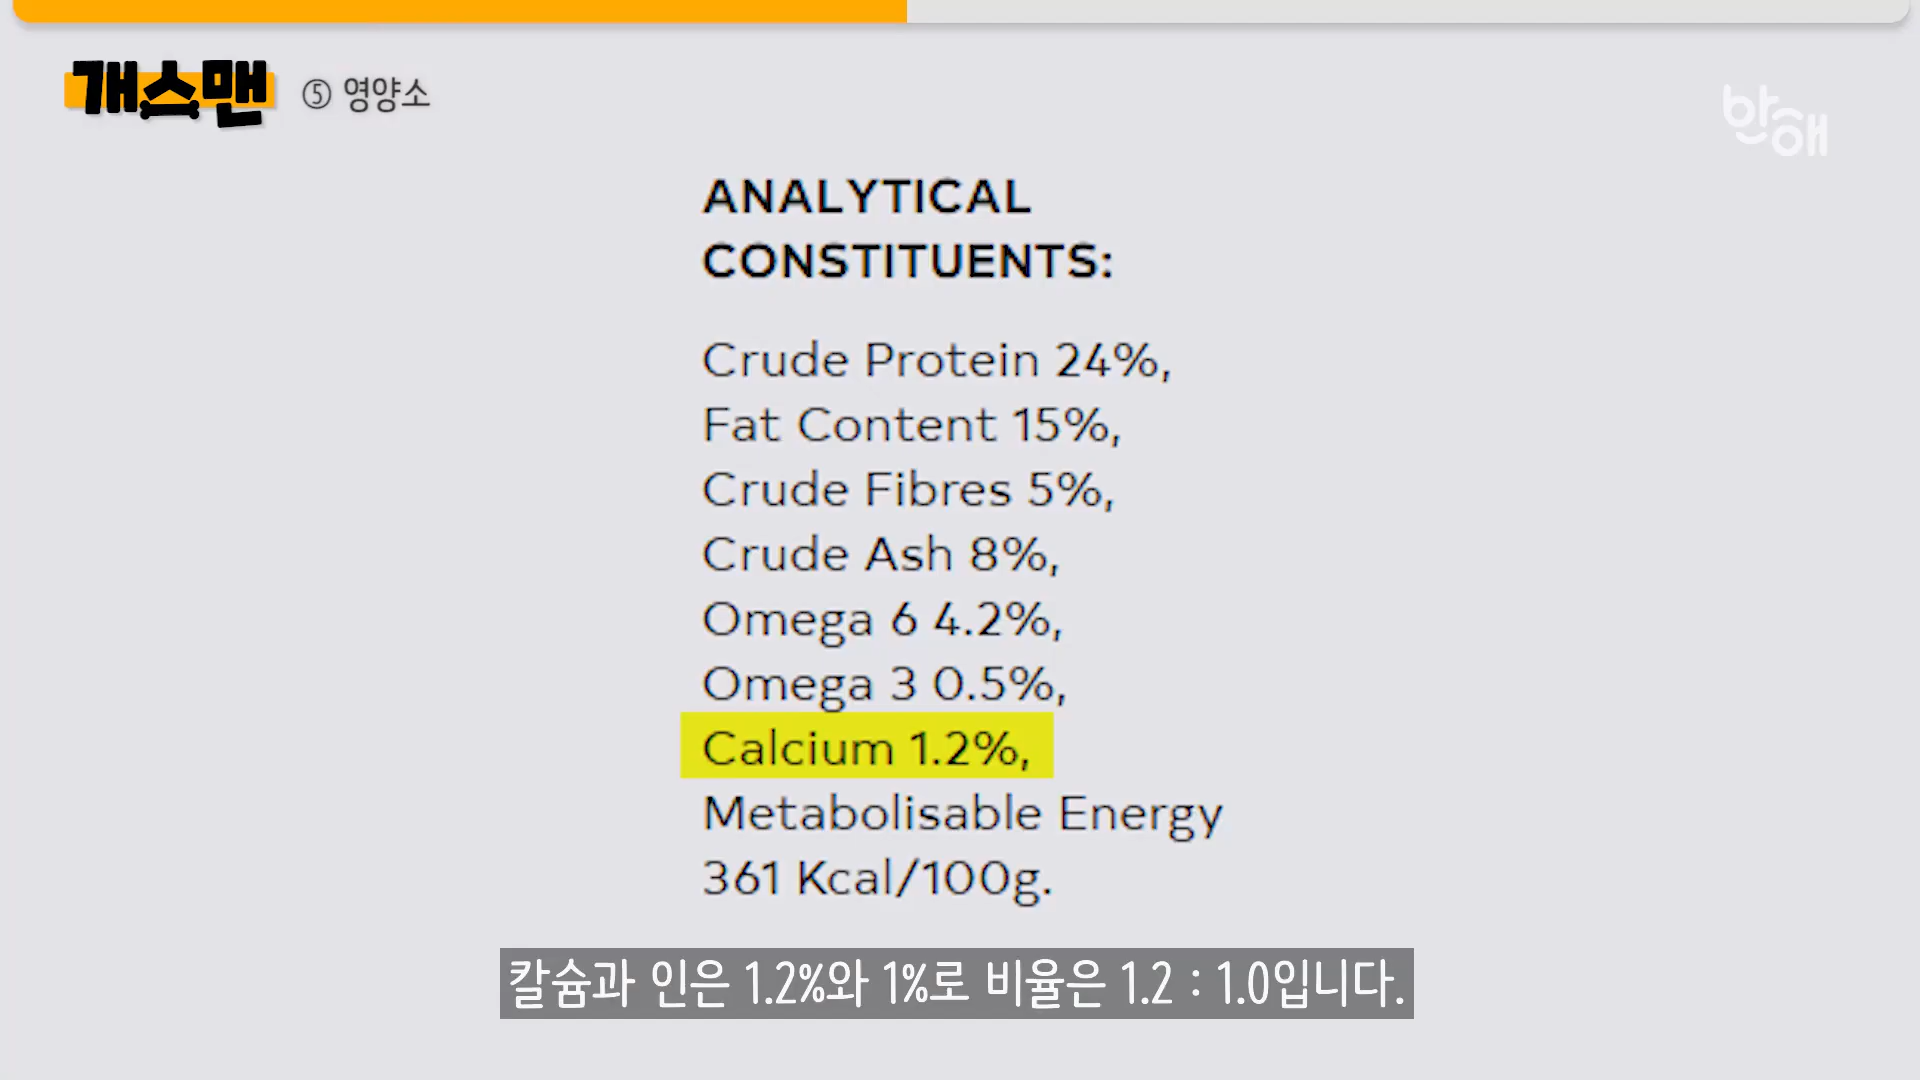 개스맨 ⑤ 영양소
반해
ANALYTICAL
CONSTITUENTS:
Crude Protein 24%,
Fat Content 15%,
Crude Fibres 5%,
Crude Ash 8%,
Omega 6 4.2%,
Omega 3 0.5%,
Calcium 1.2%,
Metabolisable Energy
361 Kcal/100g.
칼슘과 인은 1.2%와 1%로 비율은 1.2 : 1.0입니다.